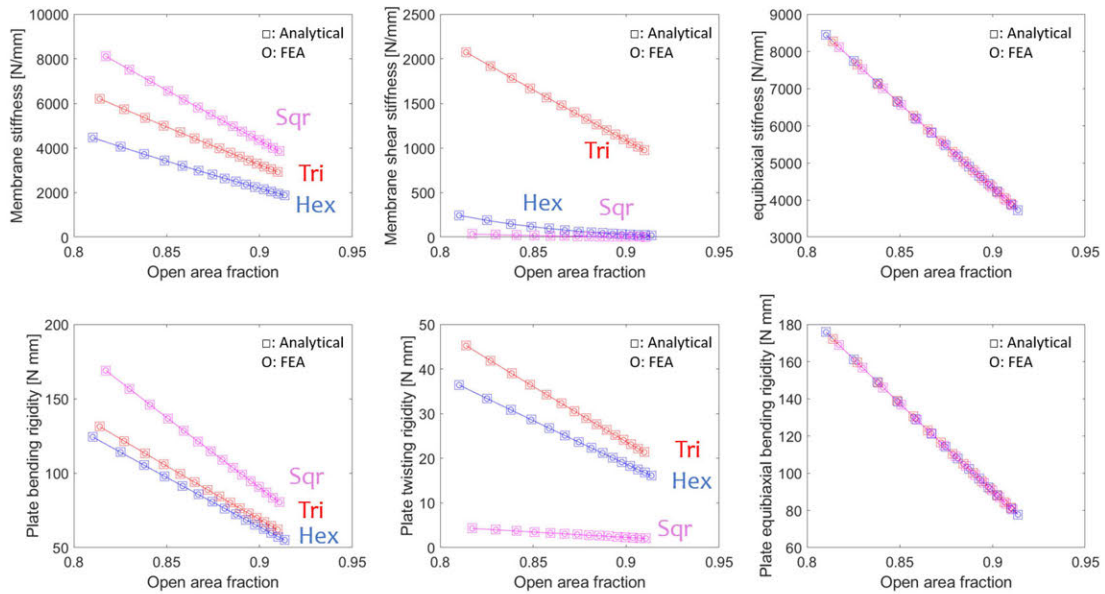 10000
8000
6000
4000
2000
0
Membrane stiffness [N/mm]
□: Analytical
O: FEA
Sqr
Tri
Hex
0.8 0.85 0.9 0.95
Open area fraction
2500
2000
1500
1000
500
0
Membrane shear stiffness [N/mm]
□: Analytical
O: FEA
Tri
Hex
Sqr
0.8 0.85 0.9 0.95
Open area fraction
9000
8000
7000
6000
5000
4000
3000
equibiaxial stiffness [N/mm]
□: Analytical
O: FEA
0.8 0.85 0.9 0.95
Open area fraction
200
150
100
50
Plate bending rigidity [N mm]
□: Analytical
O: FEA
Sqr
Tri
Hex
0.8 0.85 0.9 0.95
Open area fraction
50
40
30
20
10
0
Plate twisting rigidity [N mm]
□: Analytical
O: FEA
Tri
Hex
Sqr
0.8 0.85 0.9 0.95
Open area fraction
180
160
140
120
100
80
60
Plate equibiaxial bending rigidity [N mm]
□: Analytical
O: FEA
0.8 0.85 0.9 0.95
Open area fraction